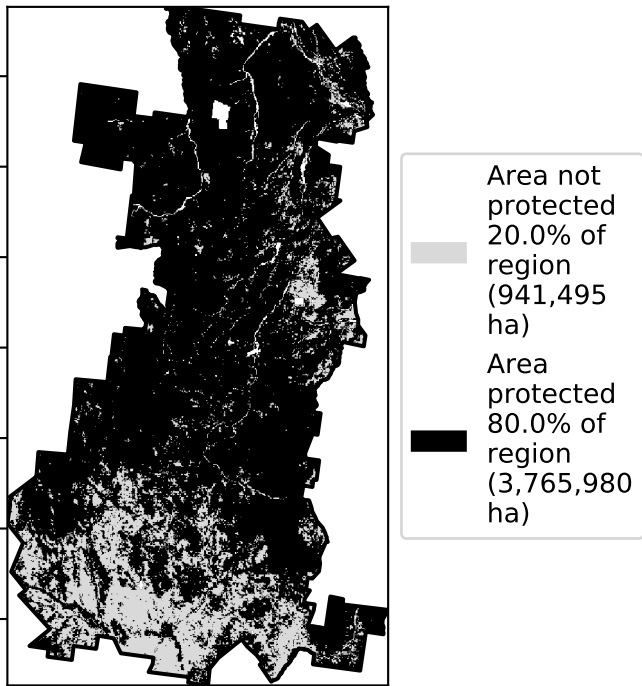 Area not
protected
20.0% of
region
(941,495
ha)
Area
protected
80.0% of
region
(3,765,980
ha)